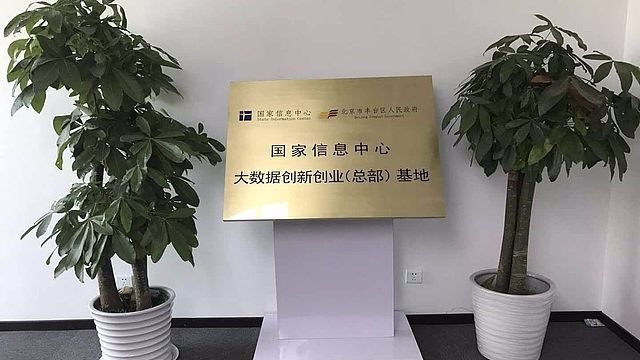 国家信息中心
State Information Center
北京市丰台区人民政府
Beijing Fengtai Government
国家信息中心
大数据创新创业(总部)基地